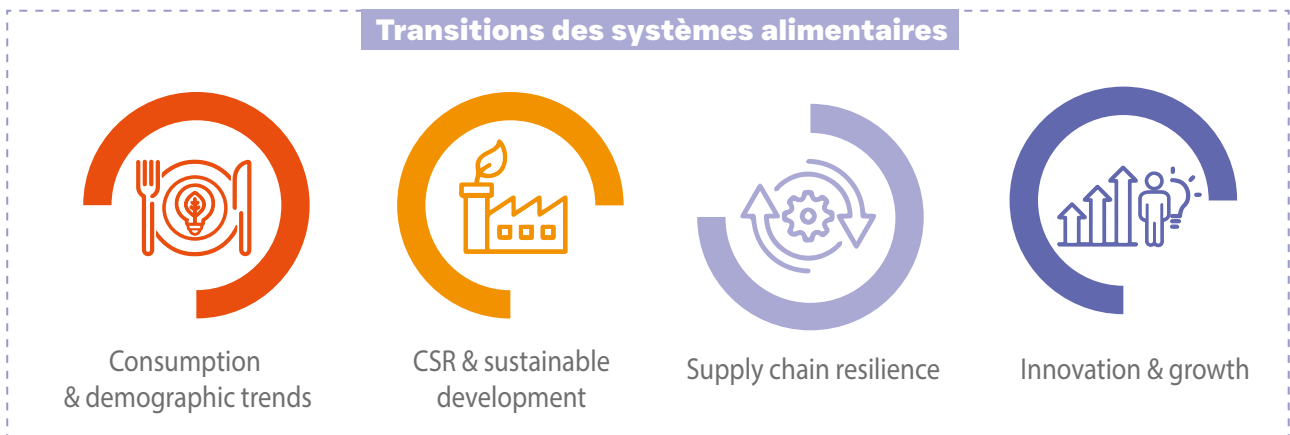 Transitions des systèmes alimentaires
Consumption
& demographic trends
CSR & sustainable
development
Supply chain resilience
Innovation & growth